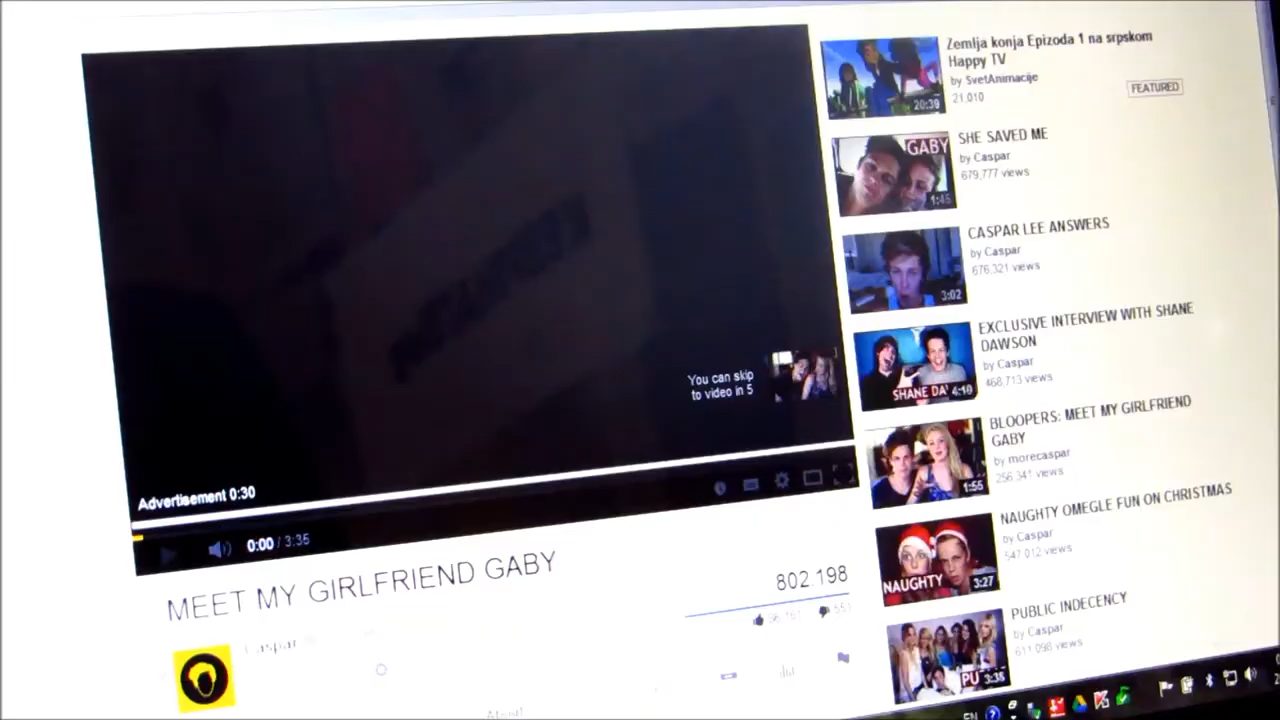 You can skip
to video in 5
Advertisement 0:30
0:00 / 3:35
MEET MY GIRLFRIEND GABY
802.198
Caspar
About
Zemlja konja Epizoda 1 na srpskom
Happy TV
by SvetAnimacije
21,010
FEATURED
20:39
SHE SAVED ME
by Caspar
679,777 views
GABY
1:45
CASPAR LEE ANSWERS
by Caspar
676,321 views
3:02
EXCLUSIVE INTERVIEW WITH SHANE
DAWSON
by Caspar
468,713 views
SHANE DA
4:10
BLOOPERS: MEET MY GIRLFRIEND
GABY
by morecaspar
256,341 views
1:55
NAUGHTY OMEGLE FUN ON CHRISTMAS
by Caspar
547,012 views
NAUGHTY
3:27
PUBLIC INDECENCY
by Caspar
611,098 views
PU
3:35
EN